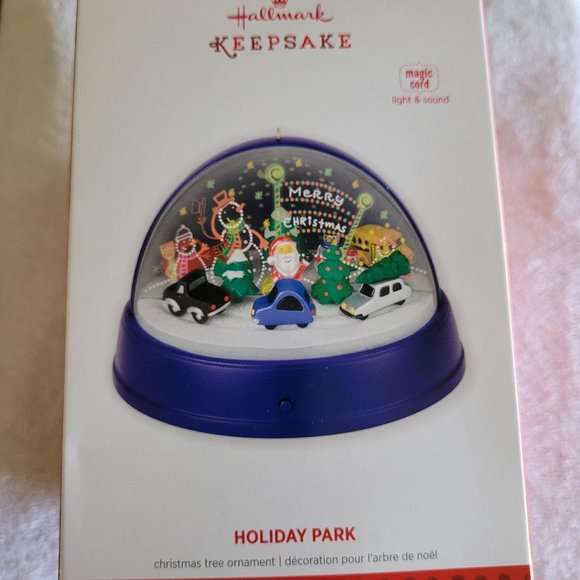 Hallmark
KEEPSAKE
magic
cord
light & sound
Merry
CHRISTMAS
HOLIDAY PARK
christmas tree ornament | décoration pour l'arbre de noël